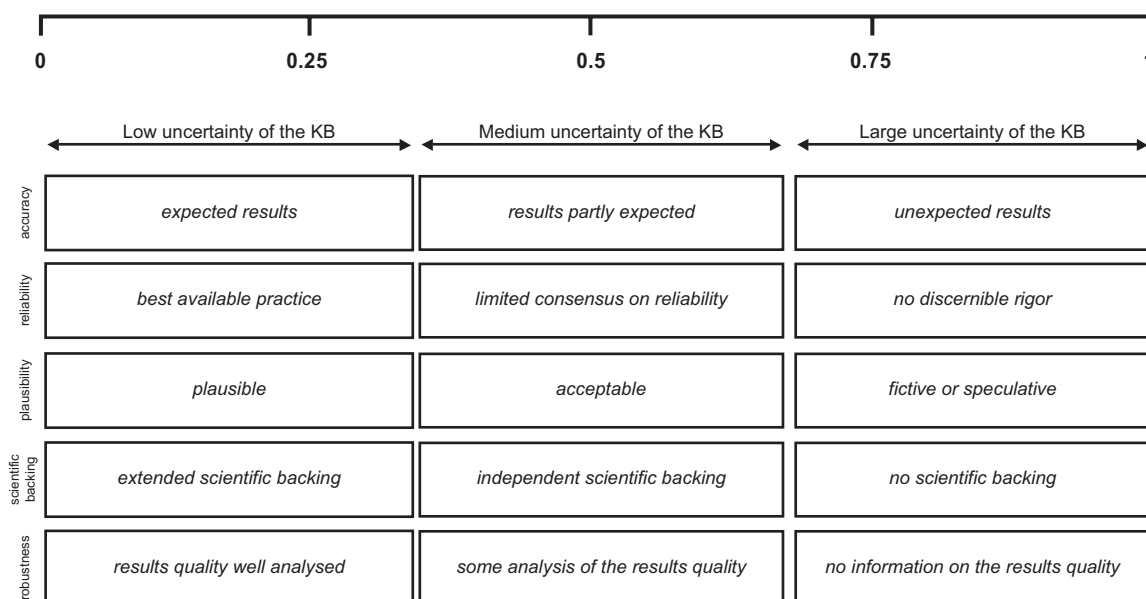 0 0.25 0.5 0.75
Low uncertainty of the KB Medium uncertainty of the KB Large uncertainty of the KB
accuracy expected results results partly expected unexpected results
reliability best available practice limited consensus on reliability no discernible rigor
plausibility plausible acceptable fictive or speculative
scientific
backing extended scientific backing independent scientific backing no scientific backing
robustness results quality well analysed some analysis of the results quality no information on the results quality